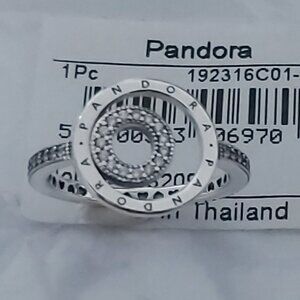 Pandora
1Pc 192316C01-
PANDORA PANDORA
06970
Thailand